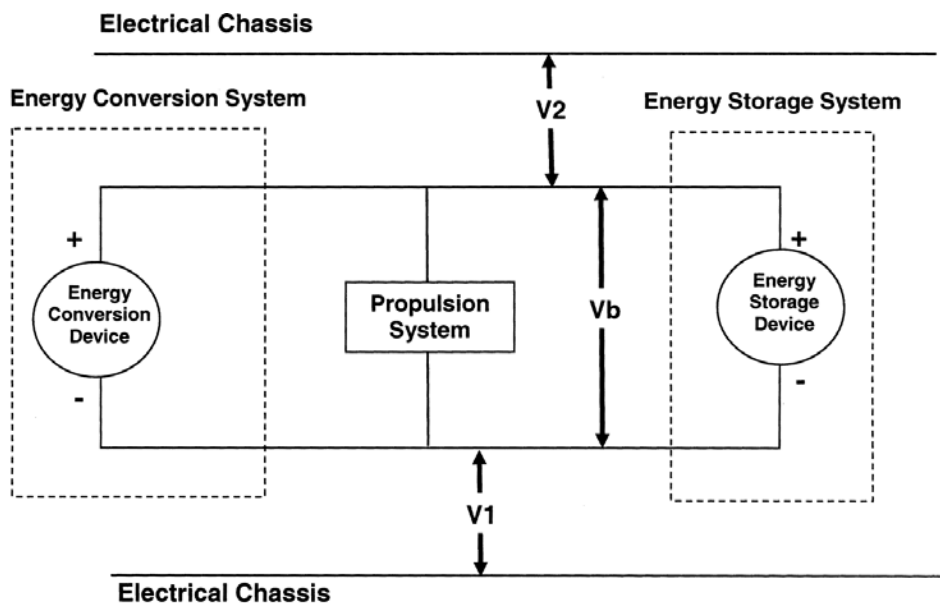 Electrical Chassis
Energy Conversion System
Energy Storage System
V2
+
+
Energy
Conversion
Device
Propulsion
System
Vb
Energy
Storage
Device
-
-
V1
Electrical Chassis